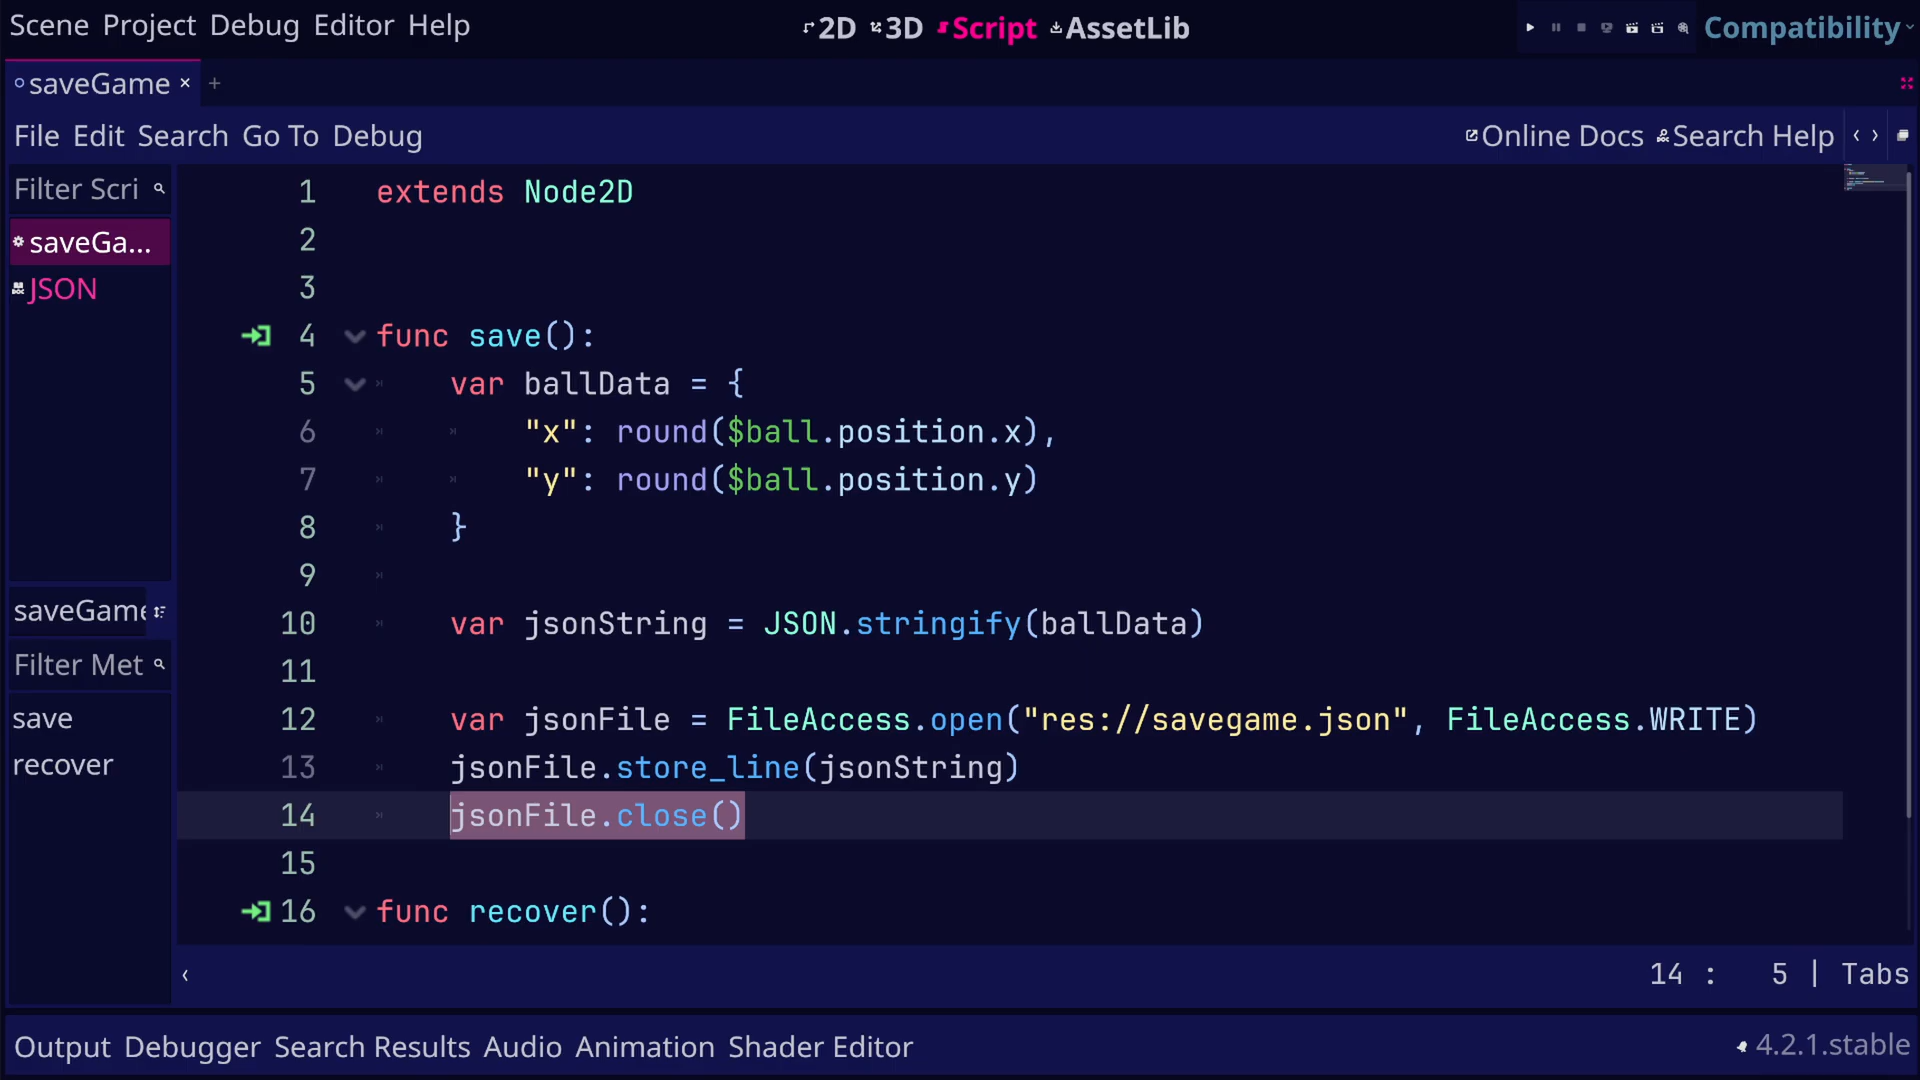 Scene Project Debug Editor Help 2D 3D Script AssetLib Compatibility
saveGame × +
File Edit Search Go To Debug Online Docs Search Help < >
Filter Scri
saveGa...
JSON
saveGame
Filter Met
save
recover
1 extends Node2D
2
3
4 func save():
5 var ballData = {
6 "x": round($ball.position.x),
7 "y": round($ball.position.y)
8 }
9
10 var jsonString = JSON.stringify(ballData)
11
12 var jsonFile = FileAccess.open("res://savegame.json", FileAccess.WRITE)
13 jsonFile.store_line(jsonString)
14 jsonFile.close()
15
16 func recover():
14 : 5 | Tabs
Output Debugger Search Results Audio Animation Shader Editor 4.2.1.stable